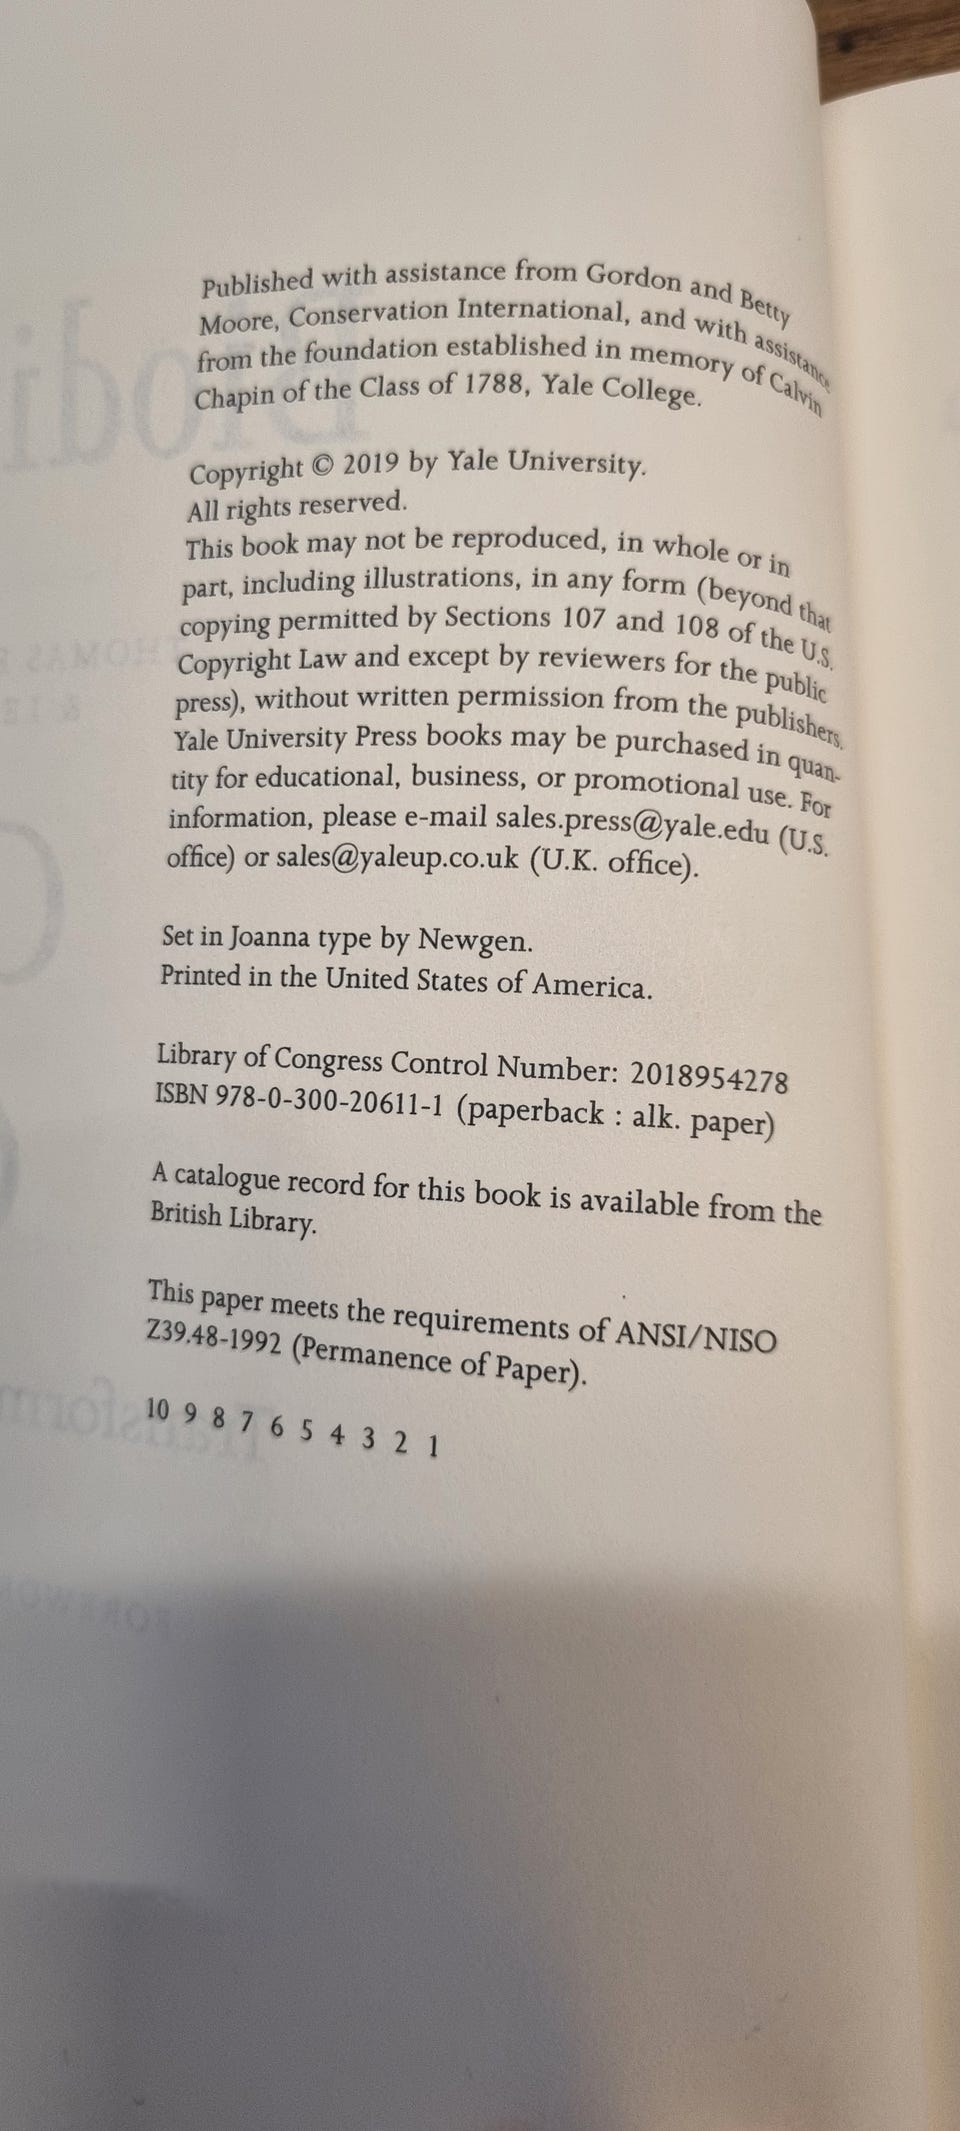 Published with assistance from Gordon and Betty
Moore, Conservation International, and with assistance
from the foundation established in memory of Calvin
Chapin of the Class of 1788, Yale College.
Copyright © 2019 by Yale University.
All rights reserved.
This book may not be reproduced, in whole or in
part, including illustrations, in any form (beyond that
copying permitted by Sections 107 and 108 of the U.S.
Copyright Law and except by reviewers for the public
press), without written permission from the publishers.
Yale University Press books may be purchased in quan-
tity for educational, business, or promotional use. For
information, please e-mail sales.press@yale.edu (U.S.
office) or sales@yaleup.co.uk (U.K. office).
Set in Joanna type by Newgen.
Printed in the United States of America.
Library of Congress Control Number: 2018954278
ISBN 978-0-300-20611-1 (paperback : alk. paper)
A catalogue record for this book is available from the
British Library.
This paper meets the requirements of ANSI/NISO
Z39.48-1992 (Permanence of Paper).
10 9 8 7 6 5 4 3 2 1